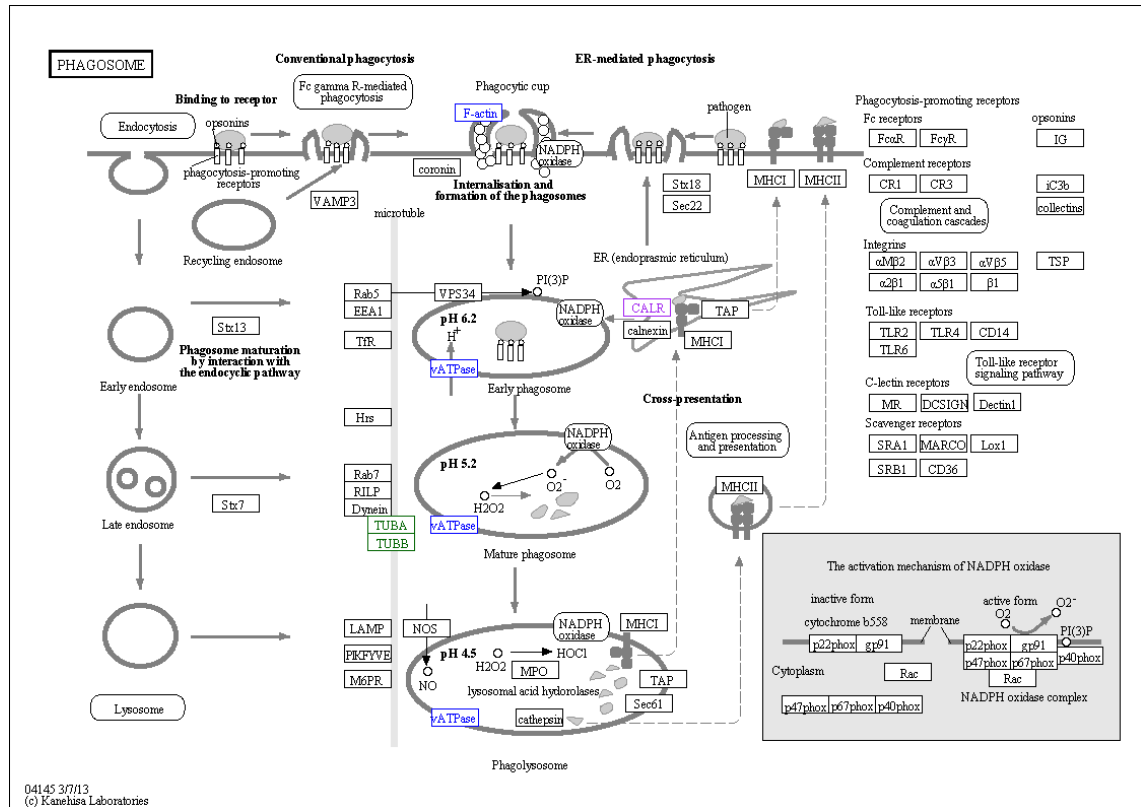 PHAGOSOME
Conventional phagocytosis
ER-mediated phagocytosis
Binding to receptor
Fc gamma R-mediated
phagocytosis
Phagocytic cup
F-actin
NADPH
oxidase
pathogen
Endocytosis
opsonins
phagocytosis-promoting
receptors
VAMP3
Recycling endosome
coronin
Internalisation and
formation of the phagosomes
microtuble
Stx18
Sec22
MHCI
MHCII
ER (endoprasmic reticulum)
Rab5
EEA1
TfR
VPS34
PI(3)P
pH 6.2
H+
vATPase
NADPH
oxidase
CALR
calnexin
TAP
MHCI
Early phagosome
Stx13
Phagosome maturation
by interaction with
the endocyclic pathway
Early endosome
Cross-presentation
Hrs
Antigen processing
and presentation
MHCII
pH 5.2
NADPH
oxidase
O2-
O2
H2O2
vATPase
Mature phagosome
Rab7
RILP
Dynein
TUBA
TUBB
Stx7
Late endosome
LAMP
PIKFYVE
M6PR
NOS
NO
pH 4.5
H2O2
HOCl
MPO
NADPH
oxidase
MHCI
lysosomal acid hydorolases
TAP
Sec61
vATPase
cathepsin
Phagolysosome
Lysosome
Phagocytosis-promoting receptors
Fc receptors
opsonins
FcαR
FcγR
IG
Complement receptors
CR1
CR3
iC3b
collectins
Complement and
coagulation cascades
Integrins
αMβ2
αVβ3
αVβ5
TSP
α2β1
α5β1
β1
Toll-like receptors
TLR2
TLR4
CD14
TLR6
Toll-like receptor
signaling pathway
C-lectin receptors
MR
DCSIGN
Dectin1
Scavenger receptors
SRA1
MARCO
Lox1
SRB1
CD36
The activation mechanism of NADPH oxidase
inactive form
active form
O2
O2-
cytochrome b558
membrane
PI(3)P
p22phox
gp91
p22phox
gp91
p47phox
p67phox
p40phox
Cytoplasm
Rac
Rac
NADPH oxidase complex
p47phox
p67phox
p40phox
04145 3/7/13
(c) Kanehisa Laboratories